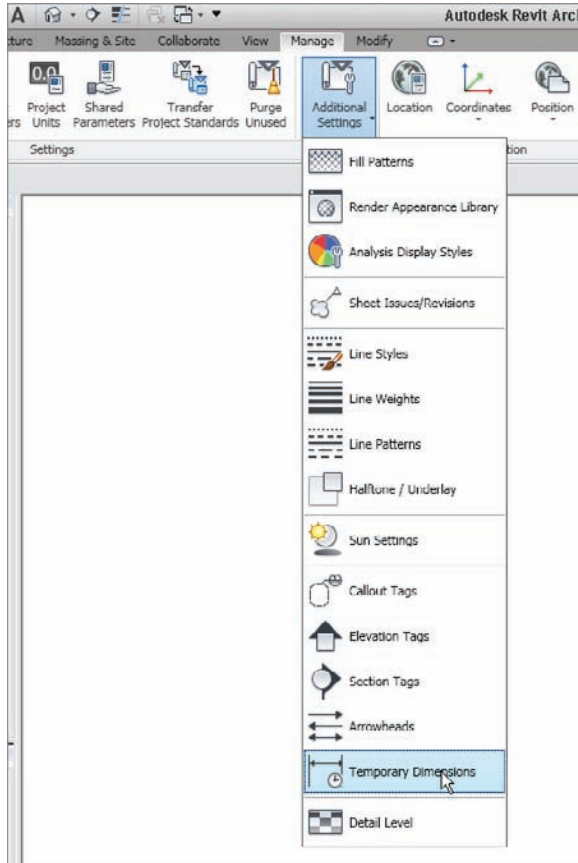 Autodesk Revit Arc
cture Massing & Site Collaborate View Manage Modify
Project Units
Shared Parameters
Transfer Project Standards
Purge Unused
Additional Settings
Location
Coordinates
Position
Settings
tion
Fill Patterns
Render Appearance Library
Analysis Display Styles
Sheet Issues/Revisions
Line Styles
Line Weights
Line Patterns
Halftone / Underlay
Sun Settings
Callout Tags
Elevation Tags
Section Tags
Arrowheads
Temporary Dimensions
Detail Level